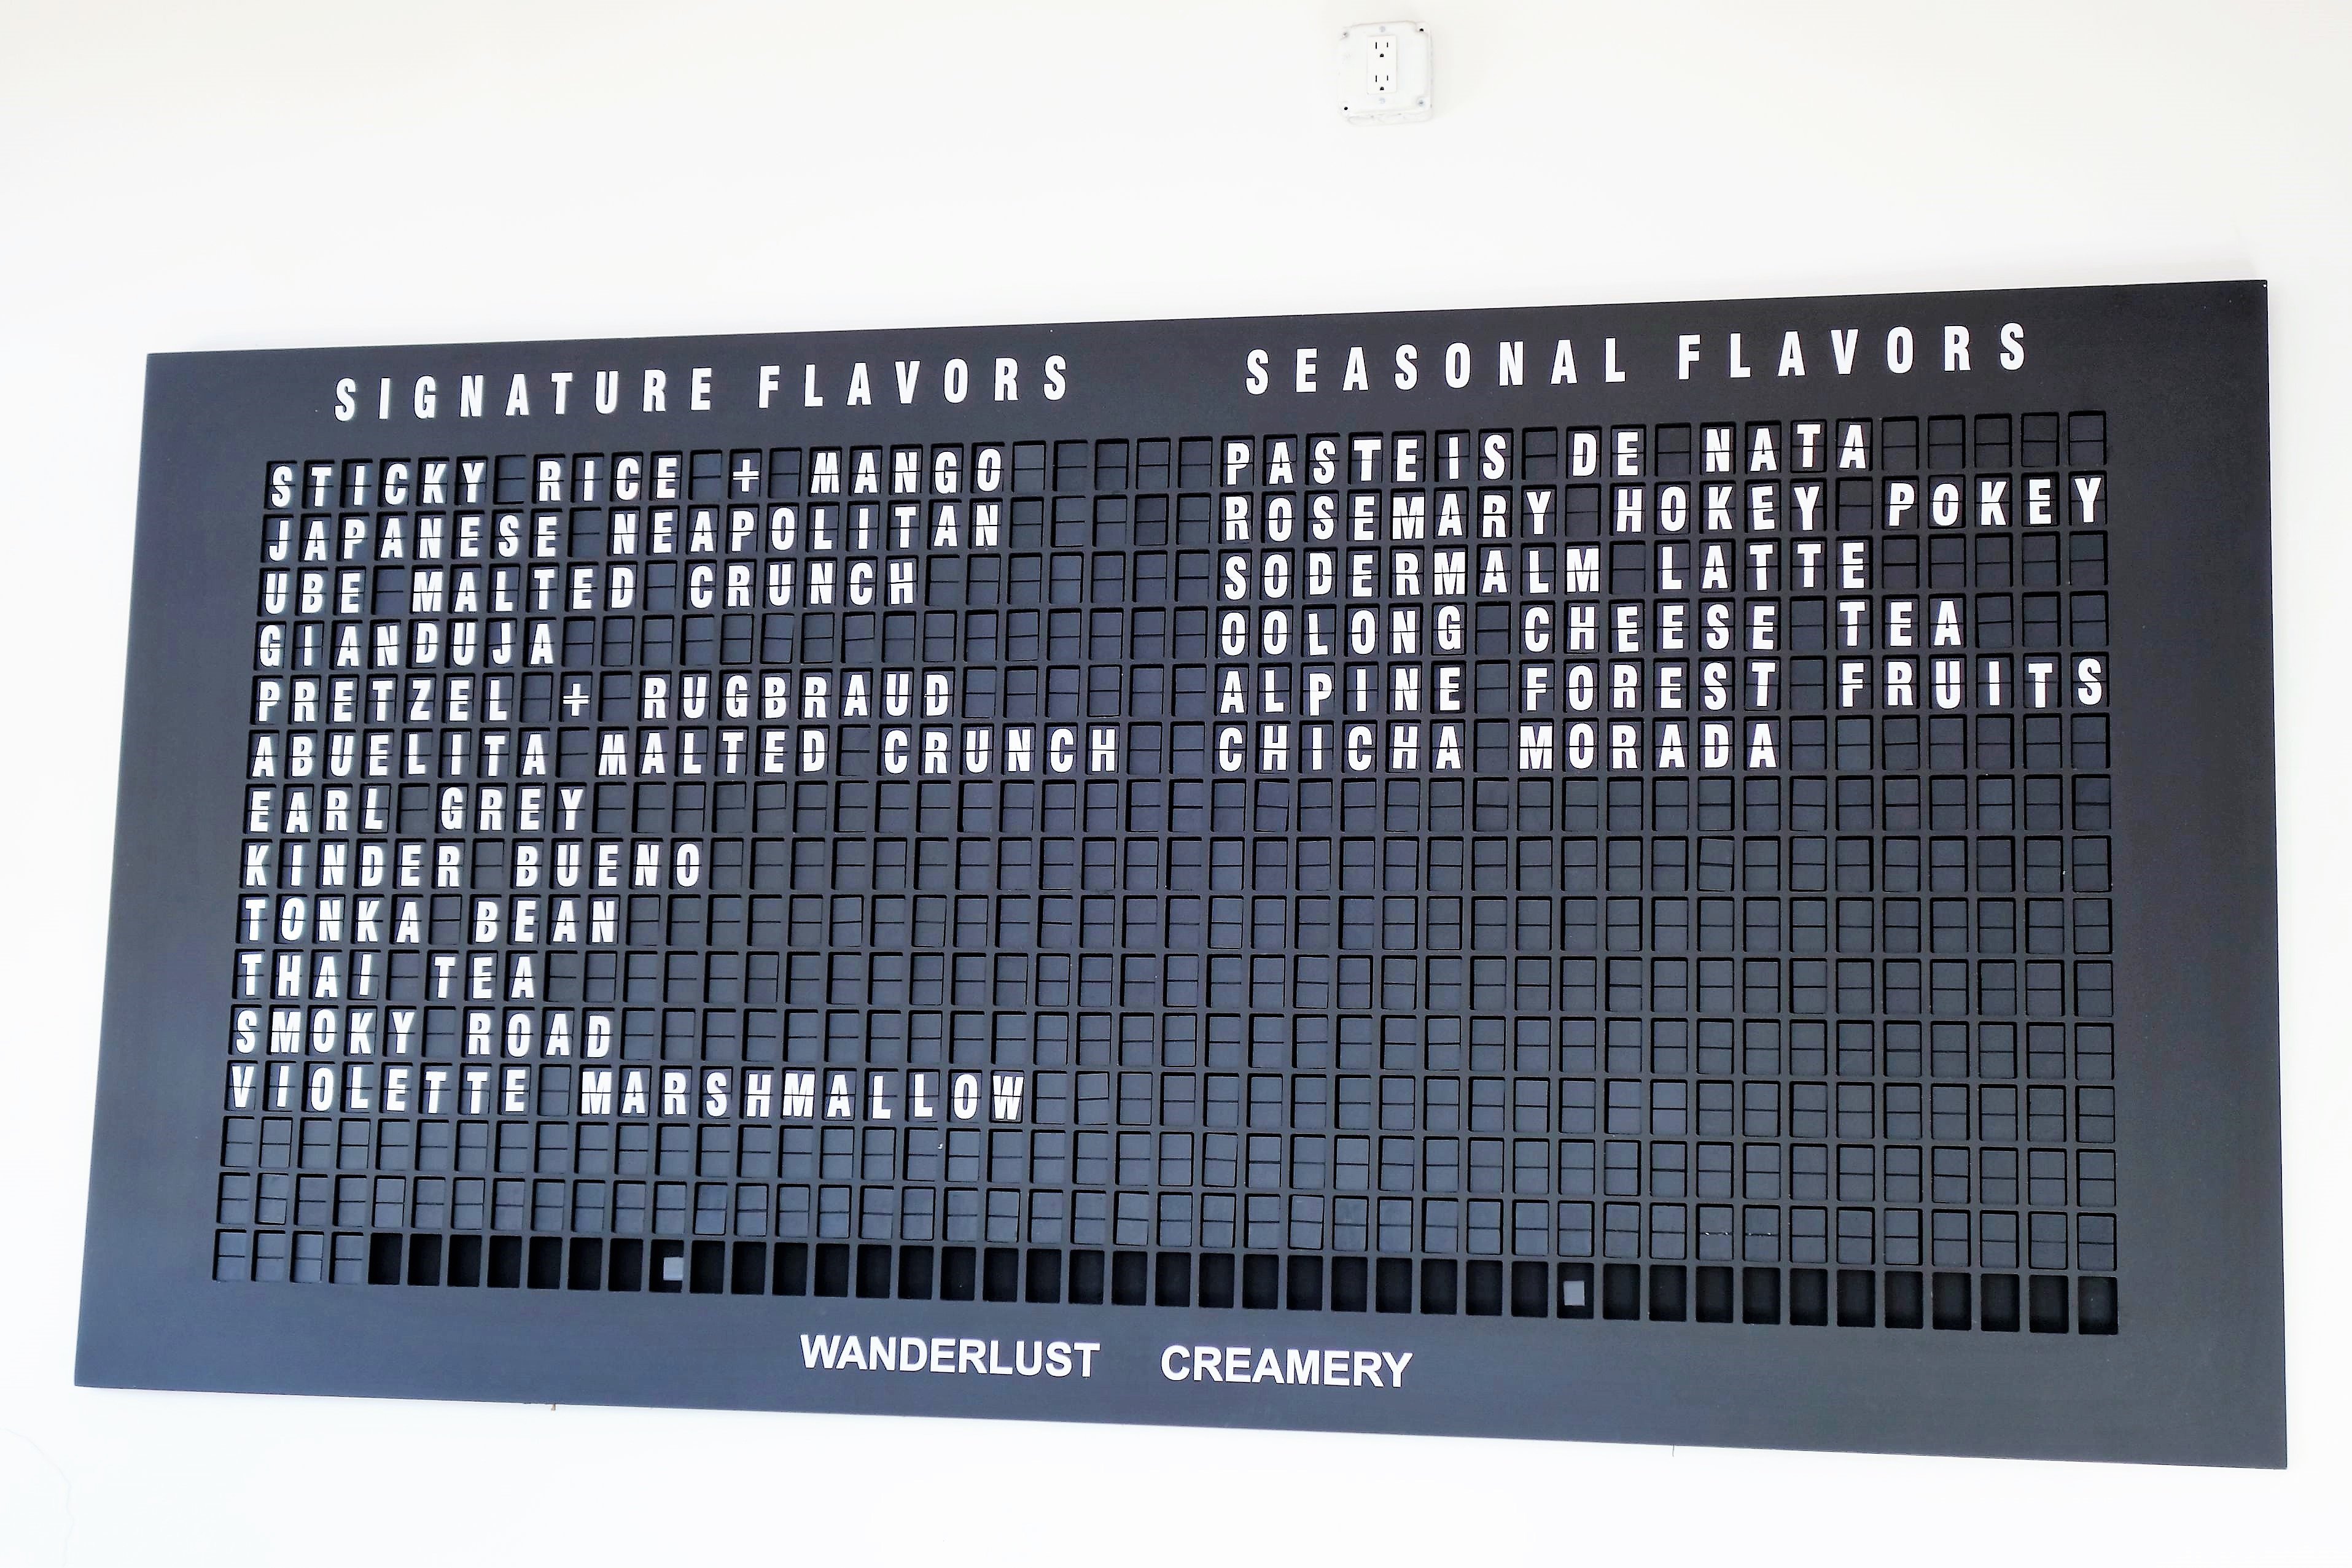 SIGNATURE FLAVORS
STICKY RICE + MANGO
JAPANESE NEAPOLITAN
UBE MALTED CRUNCH
GIANDUJA
PRETZEL + RUGBRAUD
ABUELITA MALTED CRUNCH
EARL GREY
KINDER BUENO
TONKA BEAN
THAI TEA
SMOKY ROAD
VIOLETTE MARSHMALLOW
SEASONAL FLAVORS
PASTEIS DE NATA
ROSEMARY HOKEY POKEY
SODERMALM LATTE
OOLONG CHEESE TEA
ALPINE FOREST FRUITS
CHICHA MORADA
WANDERLUST CREAMERY